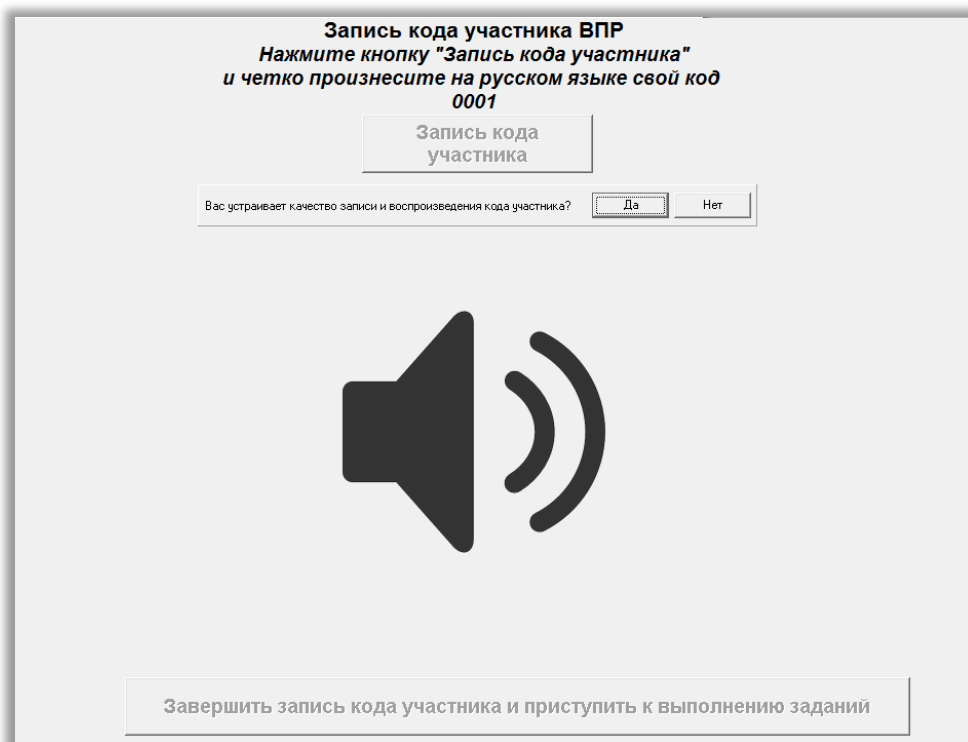 Запись кода участника ВПР
Нажмите кнопку "Запись кода участника"
и четко произнесите на русском языке свой код
0001
Запись кода
участника
Вас устраивает качество записи и воспроизведения кода участника? Да Нет
Завершить запись кода участника и приступить к выполнению заданий